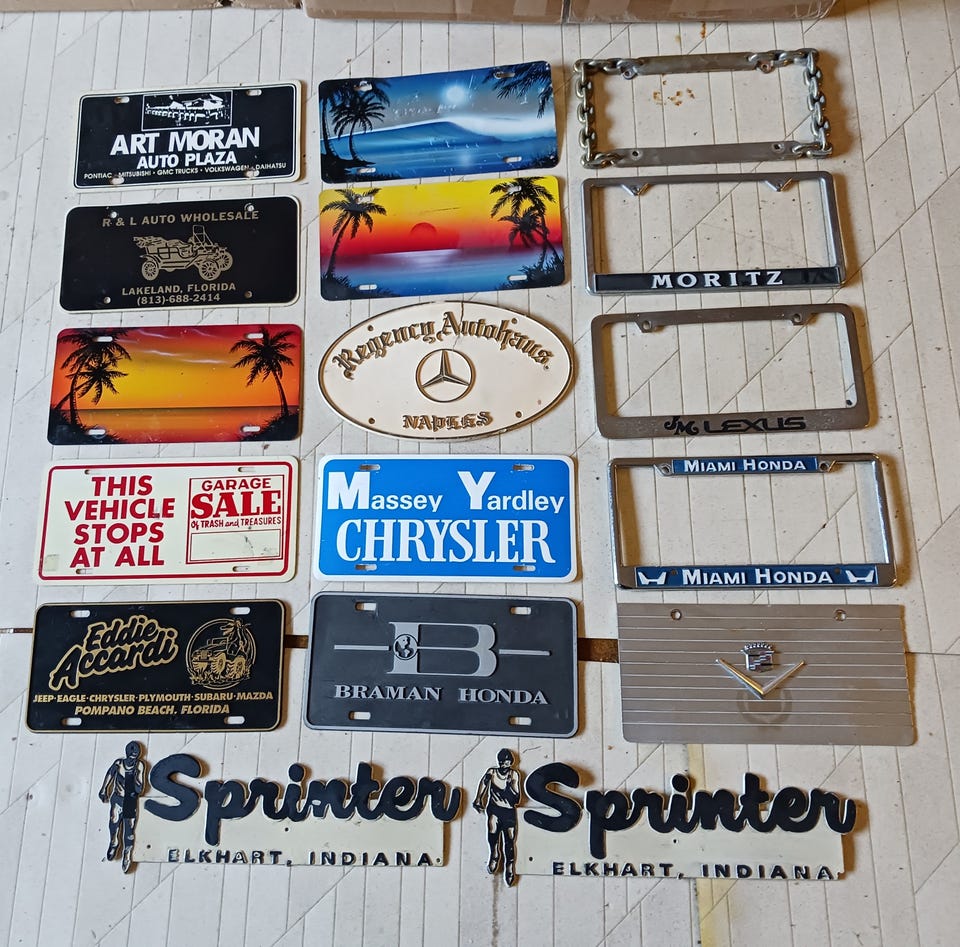 ART MORAN
AUTO PLAZA
PONTIAC • MITSUBISHI • GMC TRUCKS • VOLKSWAGEN • DAIHATSU
R & L AUTO WHOLESALE
LAKELAND, FLORIDA
(813)-688-2414
Regency Autohaus
NAPLES
MORITZ
JM LEXUS
THIS
VEHICLE
STOPS
AT ALL
GARAGE
SALE
of TRASH and TREASURES
Massey Yardley
CHRYSLER
MIAMI HONDA
MIAMI HONDA
Eddie
Accardi
JEEP·EAGLE·CHRYSLER·PLYMOUTH·SUBARU·MAZDA
POMPANO BEACH, FLORIDA
B
BRAMAN HONDA
Sprinter
ELKHART, INDIANA.
Sprinter
ELKHART, INDIANA.